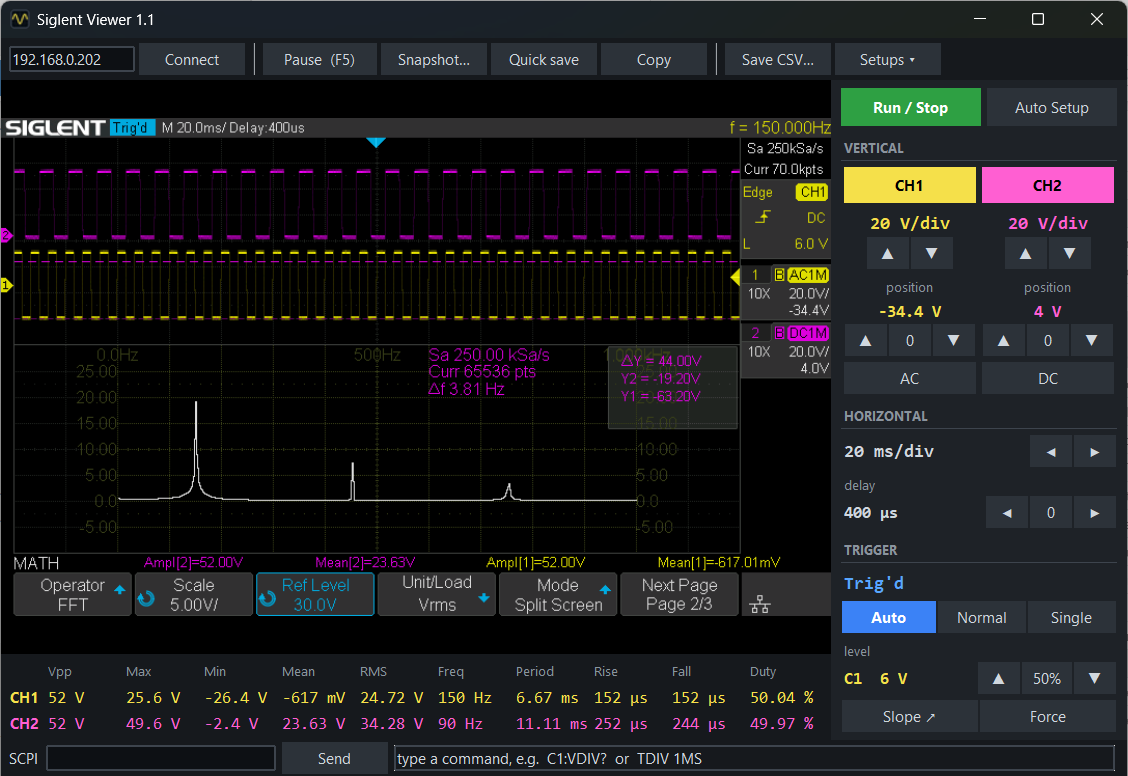 Siglent Viewer 1.1
192.168.0.202 Connect Pause (F5) Snapshot... Quick save Copy Save CSV... Setups ▾
SIGLENT Trig'd M 20.0ms/ Delay:400us f = 150.000Hz
Sa 250kSa/s
Curr 70.0kpts
Edge CH1
DC
L 6.0 V
2
1
1 B AC1M
10X 20.0V/
-34.4V
2 B DC1M
10X 20.0V/
4.0V
0.0Hz 500Hz 1.000kHz
Sa 250.00 kSa/s
Curr 65536 pts
Δf 3.81 Hz
ΔY = 44.00V
Y2 = -19.20V
Y1 = -63.20V
25.00
20.00
15.00 15.00
10.00 10.00
5.00 5.00
0.0 0.0
-5.00 -5.00
MATH Ampl[2]=52.00V Mean[2]=23.63V Ampl[1]=52.00V Mean[1]=-617.01mV
Operator Scale Ref Level Unit/Load Mode Next Page
FFT 5.00V/ 30.0V Vrms Split Screen Page 2/3
Vpp Max Min Mean RMS Freq Period Rise Fall Duty
CH1 52 V 25.6 V -26.4 V -617 mV 24.72 V 150 Hz 6.67 ms 152 µs 152 µs 50.04 %
CH2 52 V 49.6 V -2.4 V 23.63 V 34.28 V 90 Hz 11.11 ms 252 µs 244 µs 49.97 %
SCPI Send type a command, e.g. C1:VDIV? or TDIV 1MS
Run / Stop Auto Setup
VERTICAL
CH1 CH2
20 V/div 20 V/div
▲ ▼ ▲ ▼
position position
-34.4 V 4 V
▲ 0 ▼ ▲ 0 ▼
AC DC
HORIZONTAL
20 ms/div ◄ ►
delay
400 µs ◄ 0 ►
TRIGGER
Trig'd
Auto Normal Single
level
C1 6 V ▲ 50% ▼
Slope ↗ Force